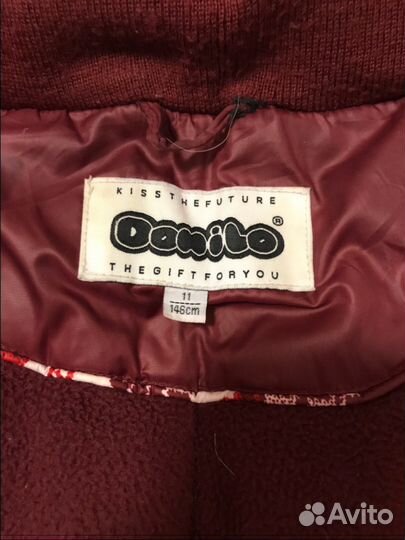 KISSTHEFUTURE
Danilo®
THEGIFTFORYOU
11
146cm
Avito